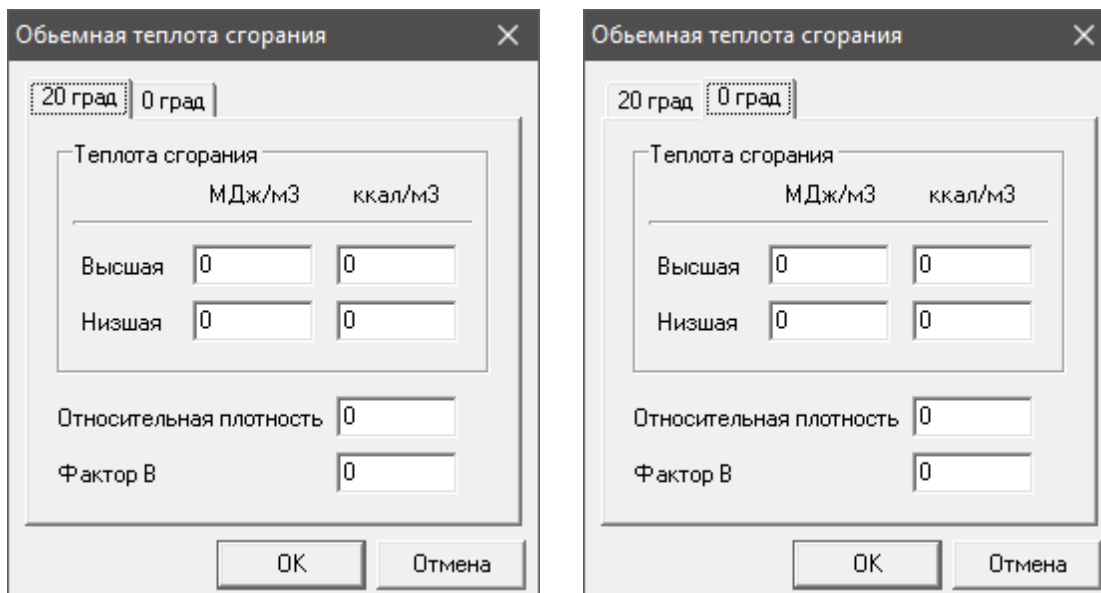 Обьемная теплота сгорания
20 град 0 град
Теплота сгорания
МДж/м3 ккал/м3
Высшая 0 0
Низшая 0 0
Относительная плотность 0
Фактор В 0
OK Отмена
Обьемная теплота сгорания
20 град 0 град
Теплота сгорания
МДж/м3 ккал/м3
Высшая 0 0
Низшая 0 0
Относительная плотность 0
Фактор В 0
OK Отмена